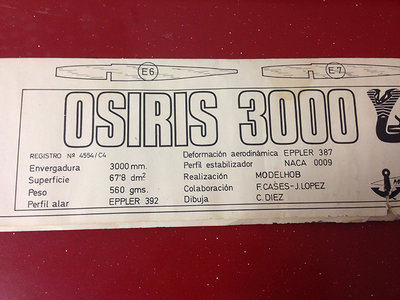 E6 E-7
OSIRIS 3000
REGISTRO Nº 4554/C4
Envergadura 3000 mm.
Superficie 67'8 dm²
Peso 560 gms.
Perfil alar EPPLER 392
Deformación aerodinámica EPPLER 387
Perfil estabilizador NACA 0009
Realización MODELHOB
Colaboración F.CASES-J.LOPEZ
Dibuja C.DIEZ